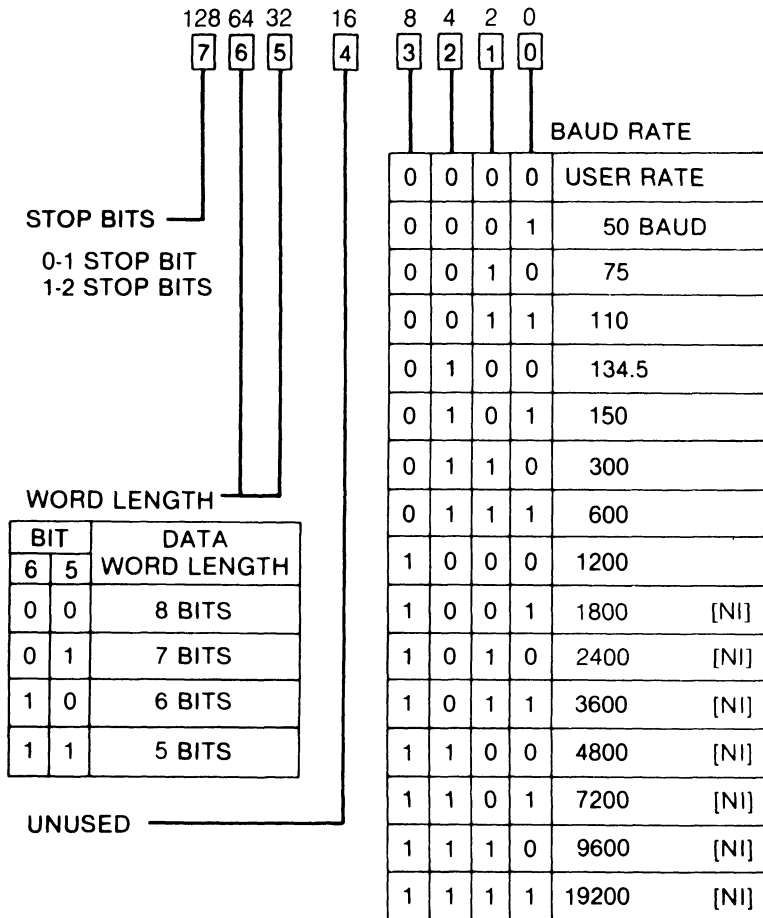 128 64 32 16 8 4 2 0
7 6 5 4 3 2 1 0
BAUD RATE
0 0 0 0 USER RATE
0 0 0 1 50 BAUD
0 0 1 0 75
0 0 1 1 110
0 1 0 0 134.5
0 1 0 1 150
0 1 1 0 300
0 1 1 1 600
1 0 0 0 1200
1 0 0 1 1800 [NI]
1 0 1 0 2400 [NI]
1 0 1 1 3600 [NI]
1 1 0 0 4800 [NI]
1 1 0 1 7200 [NI]
1 1 1 0 9600 [NI]
1 1 1 1 19200 [NI]
STOP BITS
0-1 STOP BIT
1-2 STOP BITS
WORD LENGTH
BIT DATA
6 5 WORD LENGTH
0 0 8 BITS
0 1 7 BITS
1 0 6 BITS
1 1 5 BITS
UNUSED